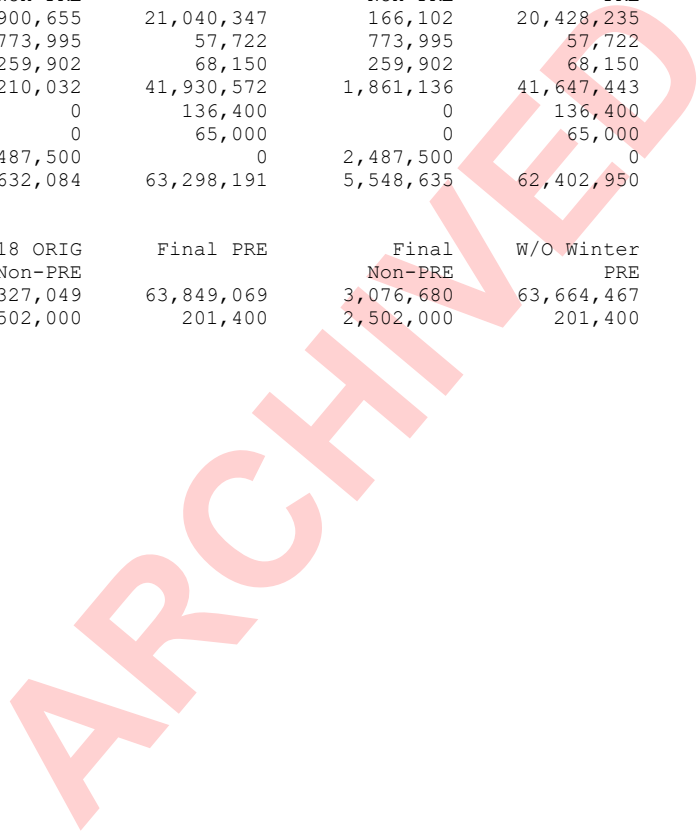 900,655 21,040,347 166,102 20,428,235
773,995 57,722 773,995 57,722
259,902 68,150 259,902 68,150
210,032 41,930,572 1,861,136 41,647,443
0 136,400 0 136,400
0 65,000 0 65,000
487,500 0 2,487,500 0
632,084 63,298,191 5,548,635 62,402,950
18 ORIG Final PRE Final W/O Winter
Non-PRE Non-PRE PRE
327,049 63,849,069 3,076,680 63,664,467
502,000 201,400 2,502,000 201,400
ARCHIVED